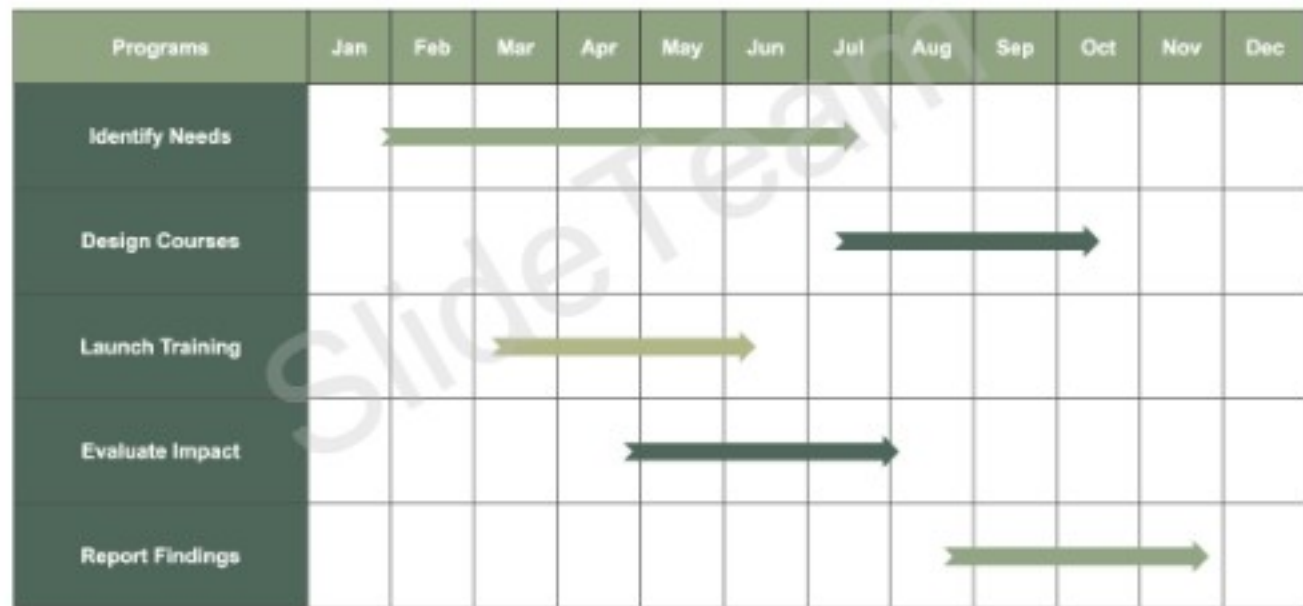 Programs Jan Feb Mar Apr May Jun Jul Aug Sep Oct Nov Dec
Identify Needs
Design Courses
Launch Training
Evaluate Impact
Report Findings
SlideTeam